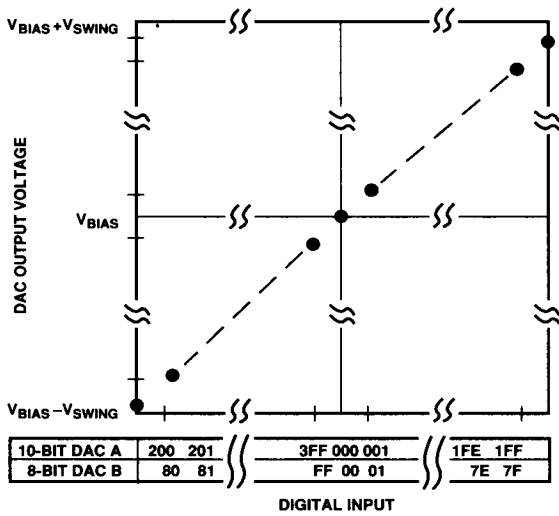 VBIAS+VSWING
DAC OUTPUT VOLTAGE
VBIAS
VBIAS–VSWING
10-BIT DAC A 200 201 3FF 000 001 1FE 1FF
8-BIT DAC B 80 81 FF 00 01 7E 7F
DIGITAL INPUT